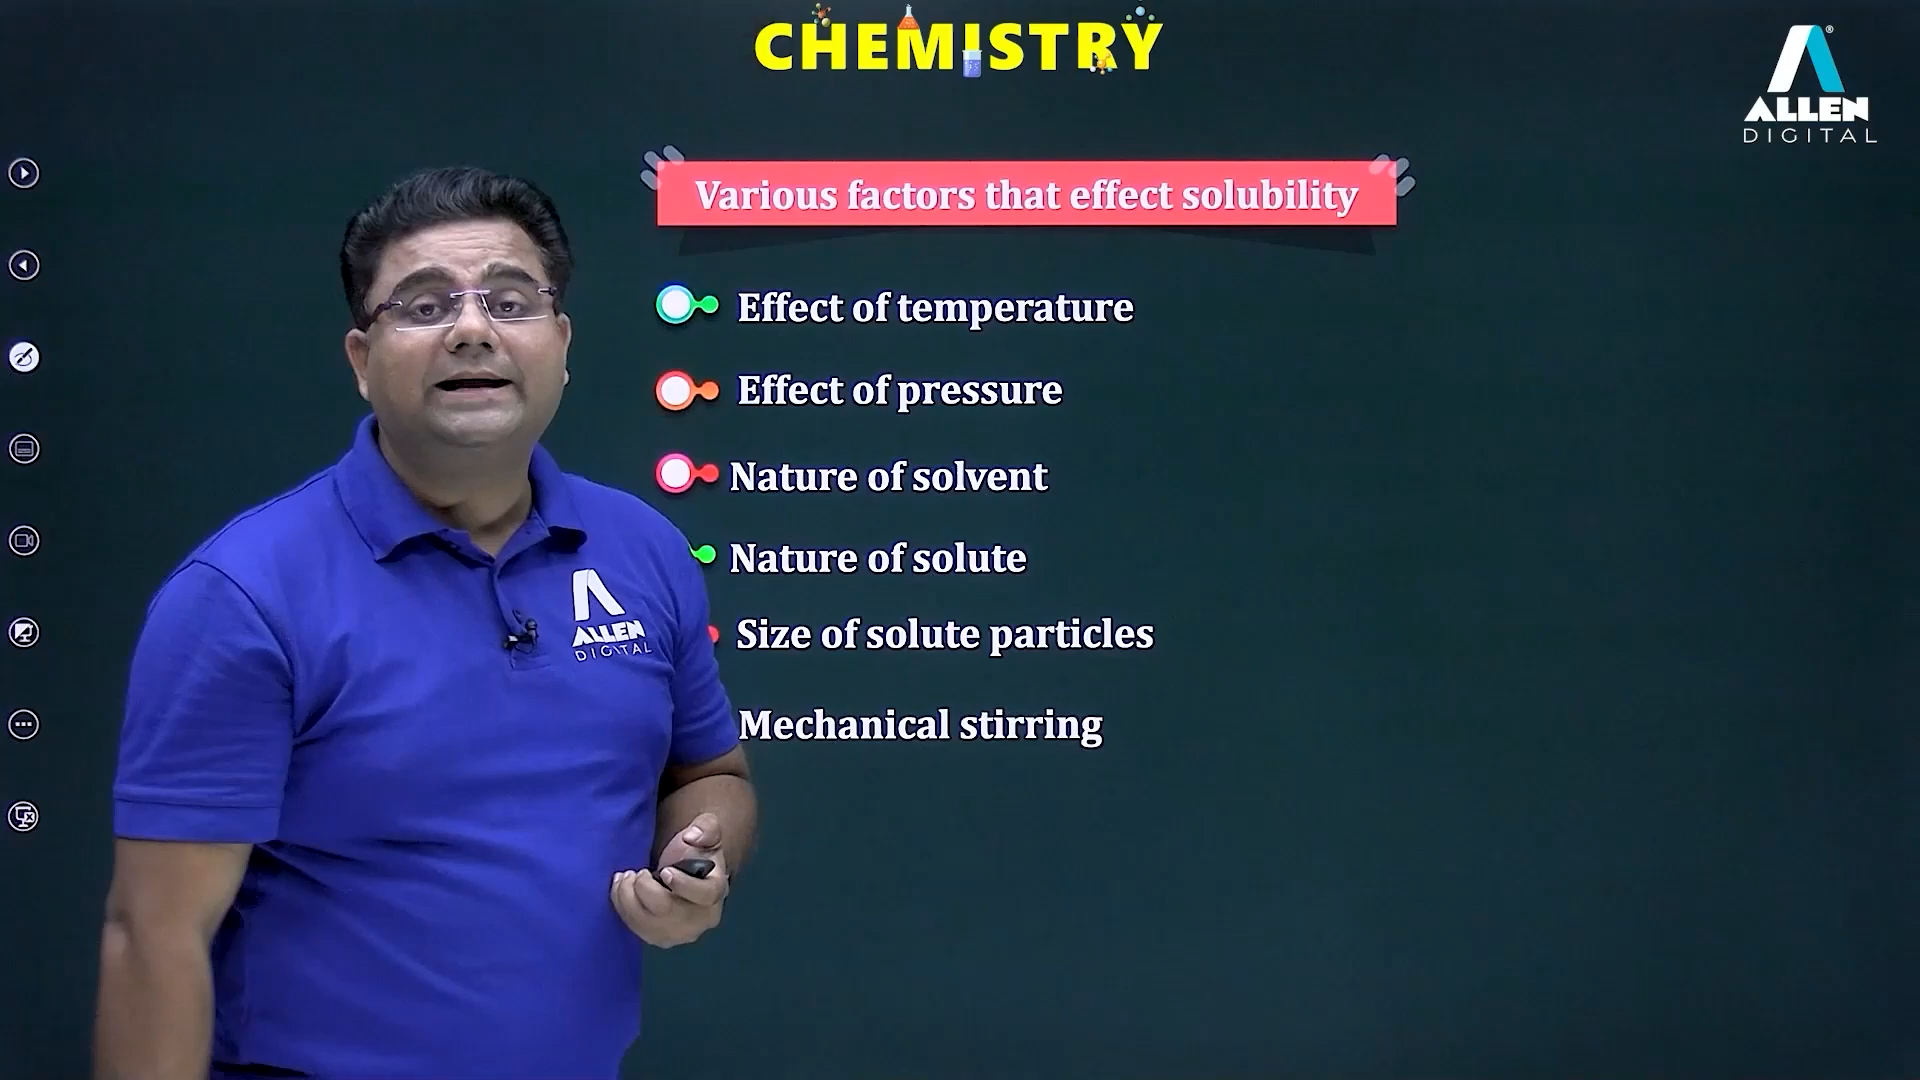 CHEMISTRY
ALLEN
DIGITAL
Various factors that effect solubility
Effect of temperature
Effect of pressure
Nature of solvent
Nature of solute
Size of solute particles
Mechanical stirring
ALLEN
DIGITAL